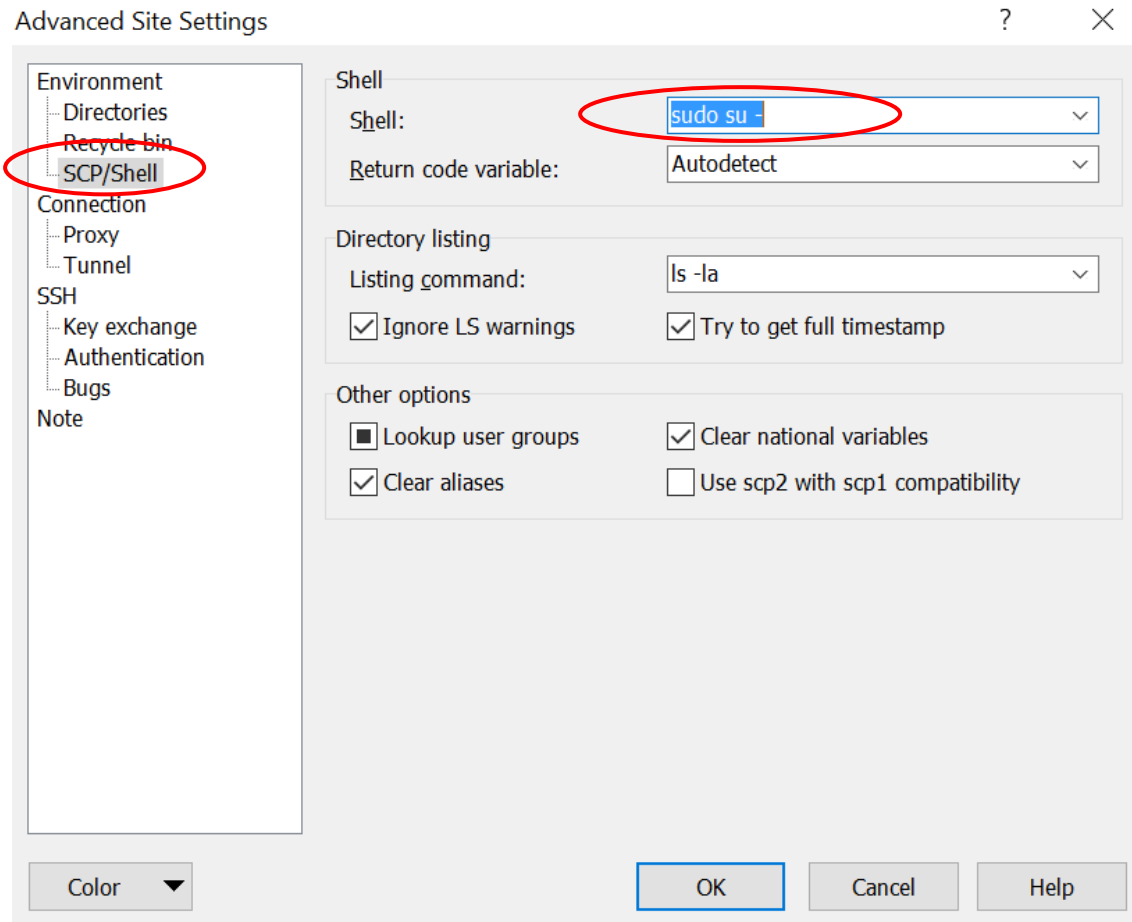 Advanced Site Settings
?
Environment
Directories
Recycle bin
SCP/Shell
Connection
Proxy
Tunnel
SSH
Key exchange
Authentication
Bugs
Note
Shell
Shell: sudo su -
Return code variable: Autodetect
Directory listing
Listing command: ls -la
Ignore LS warnings Try to get full timestamp
Other options
Lookup user groups Clear national variables
Clear aliases Use scp2 with scp1 compatibility
Color OK Cancel Help